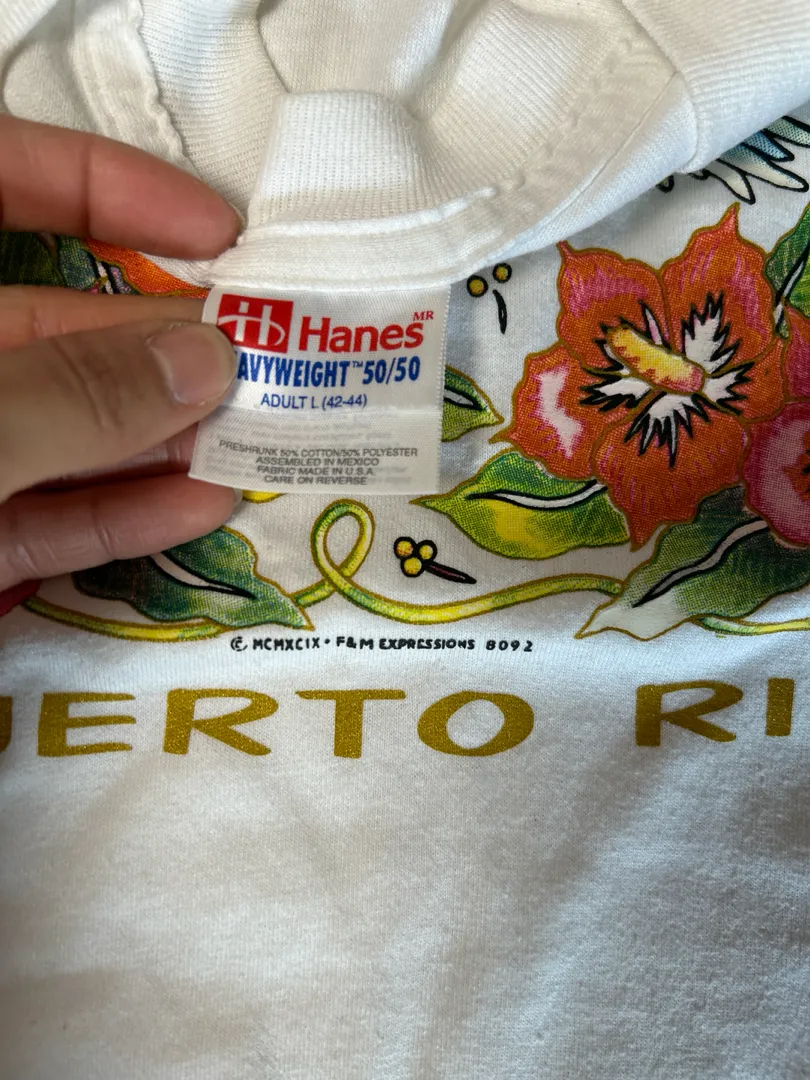 Hanes MR
AVYWEIGHT™ 50/50
ADULT L (42-44)
PRESHRUNK 50% COTTON/50% POLYESTER
ASSEMBLED IN MEXICO
FABRIC MADE IN U.S.A.
CARE ON REVERSE
© MCMXCIX • F&M EXPRESSIONS 8092
UERTO RI